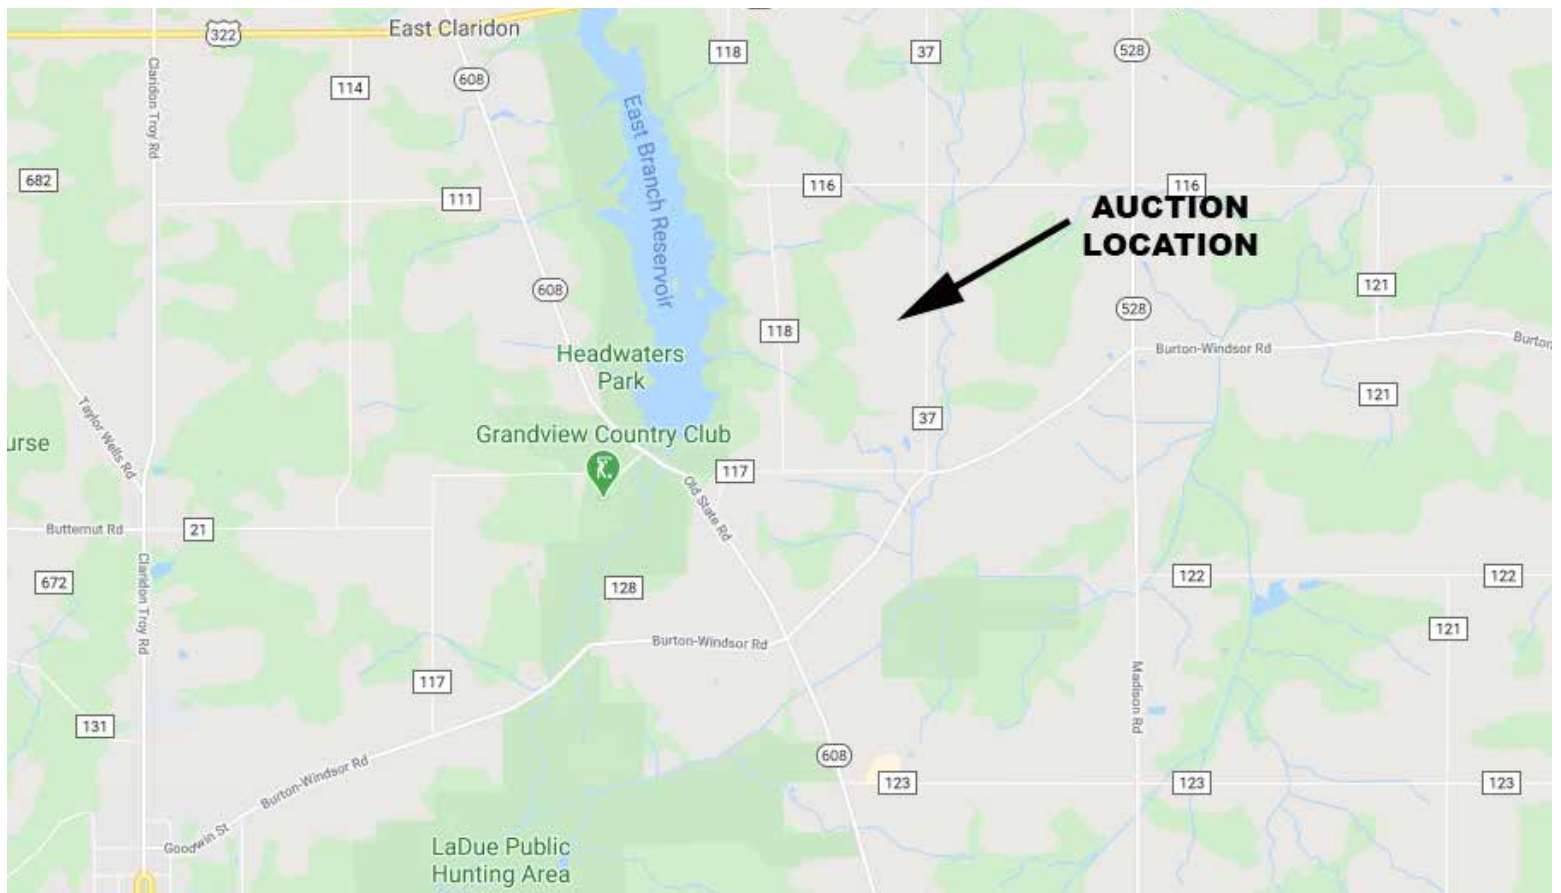 322
East Claridon
118
37
528
608
114
Claridon Troy Rd
East Branch Reservoir
682
116
116
111
AUCTION
LOCATION
608
121
528
118
Burton-Windsor Rd
Burton
Headwaters
Park
121
Taylor Wells Rd
37
urse
Grandview Country Club
117
Old State Rd
Butternut Rd
21
672
Claridon Troy Rd
128
122
122
121
Burton-Windsor Rd
117
Madison Rd
131
608
Burton-Windsor Rd
123
123
123
Goodwin St
LaDue Public
Hunting Area